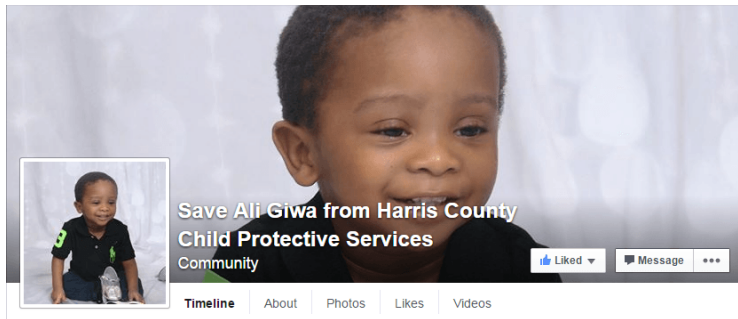 Save Ali Giwa from Harris County
Child Protective Services
Community
Liked
Message
Timeline About Photos Likes Videos